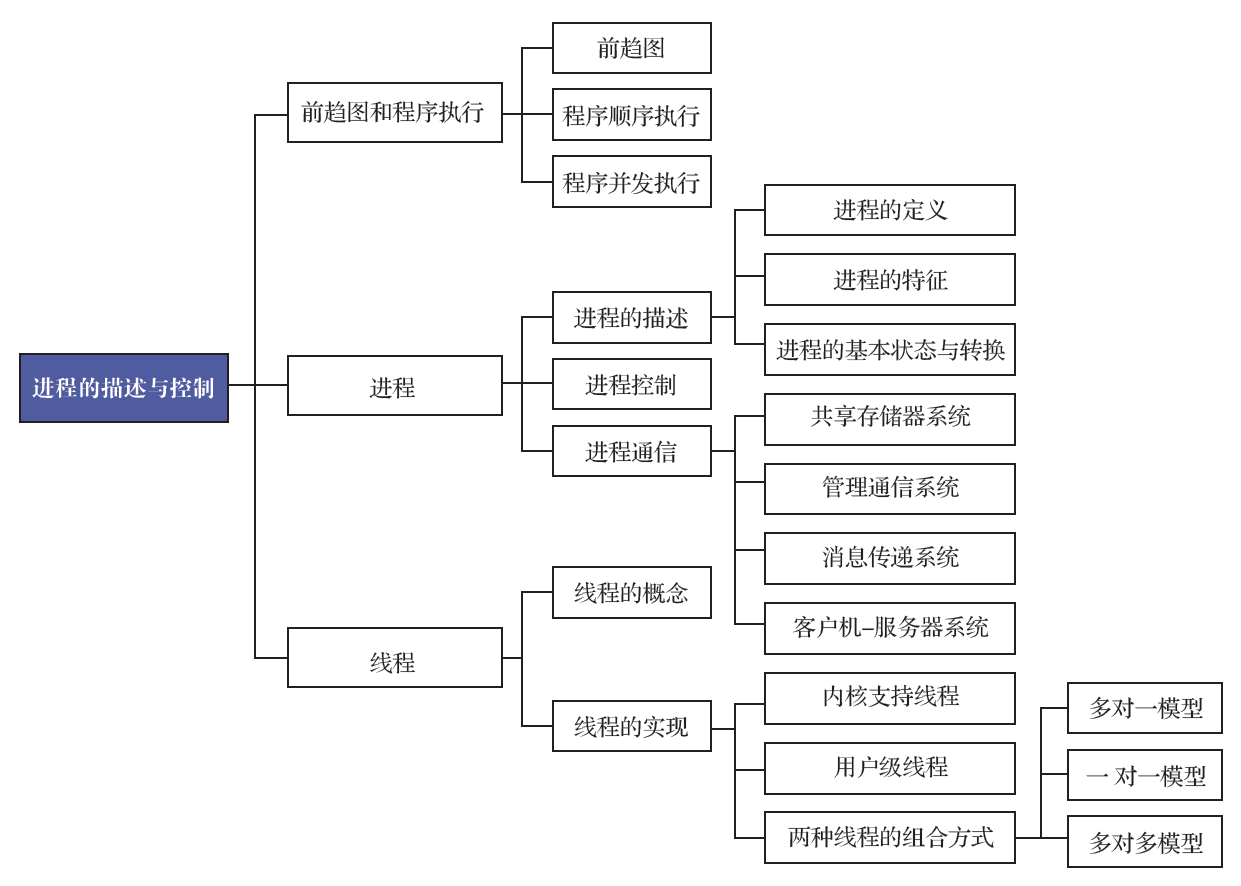 进程的描述与控制
前趋图和程序执行
前趋图
程序顺序执行
程序并发执行
进程
进程的描述
进程的定义
进程的特征
进程的基本状态与转换
进程控制
进程通信
共享存储器系统
管理通信系统
消息传递系统
客户机–服务器系统
线程
线程的概念
线程的实现
内核支持线程
用户级线程
两种线程的组合方式
多对一模型
一 对一模型
多对多模型